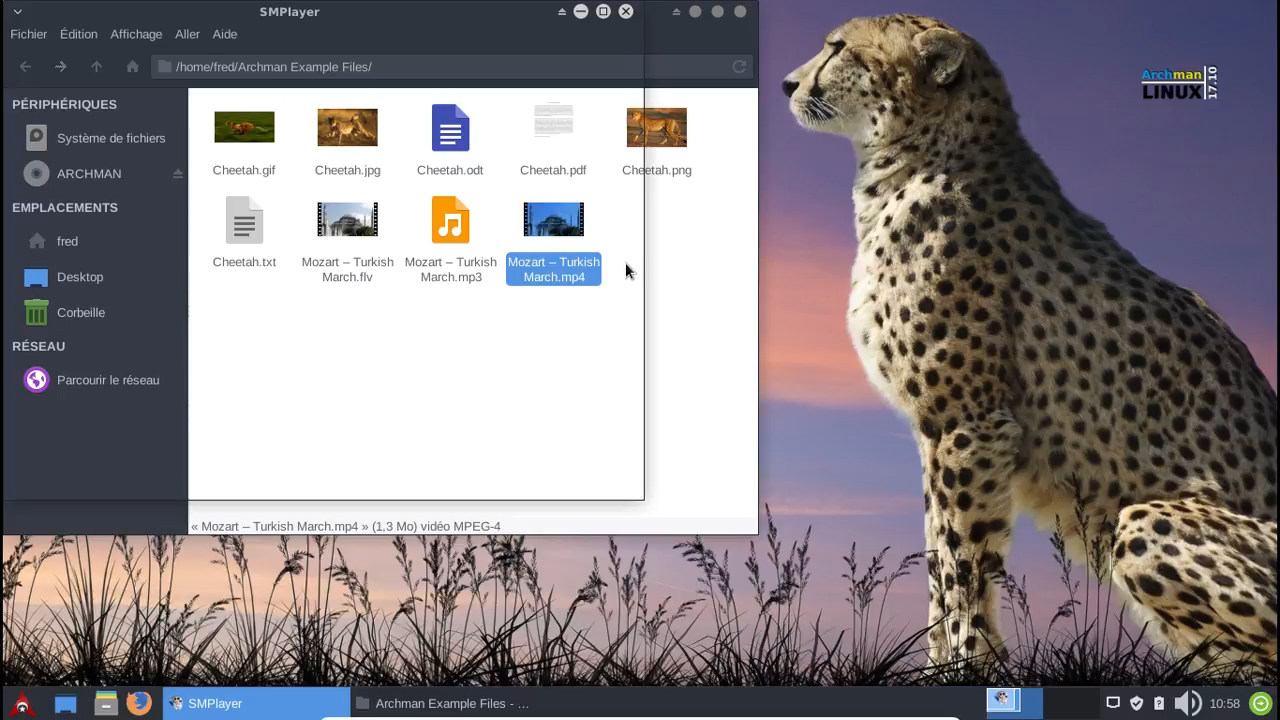 SMPlayer
Fichier Édition Affichage Aller Aide
/home/fred/Archman Example Files/
PÉRIPHÉRIQUES
Système de fichiers
ARCHMAN
EMPLACEMENTS
fred
Desktop
Corbeille
RÉSEAU
Parcourir le réseau
Cheetah.gif Cheetah.jpg Cheetah.odt Cheetah.pdf Cheetah.png
Cheetah.txt Mozart – Turkish Mozart – Turkish Mozart – Turkish
March.flv March.mp3 March.mp4
« Mozart – Turkish March.mp4 » (1,3 Mo) vidéo MPEG-4
Archman
LINUX
17.10
SMPlayer Archman Example Files - ... 10:58